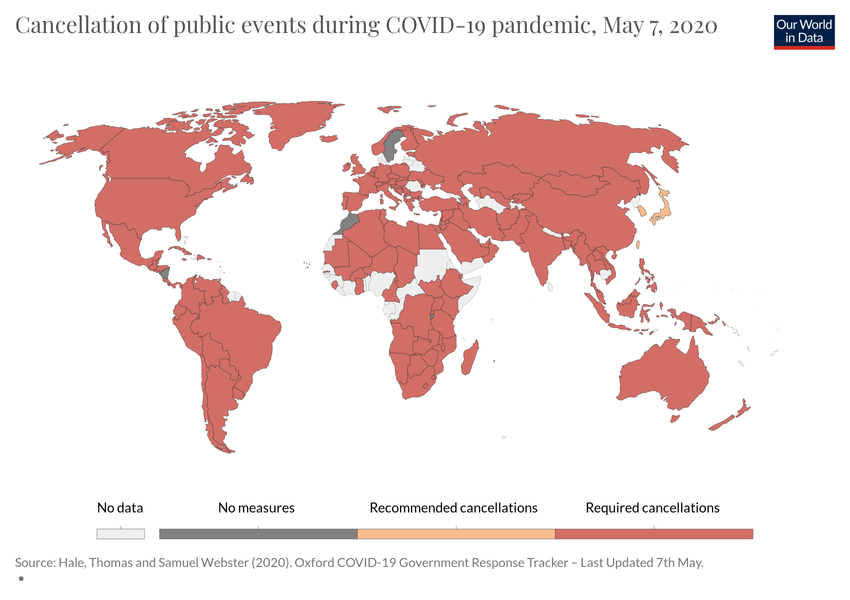 Cancellation of public events during COVID-19 pandemic, May 7, 2020
Our World
in Data
No data
No measures
Recommended cancellations
Required cancellations
Source: Hale, Thomas and Samuel Webster (2020). Oxford COVID-19 Government Response Tracker – Last Updated 7th May.
•